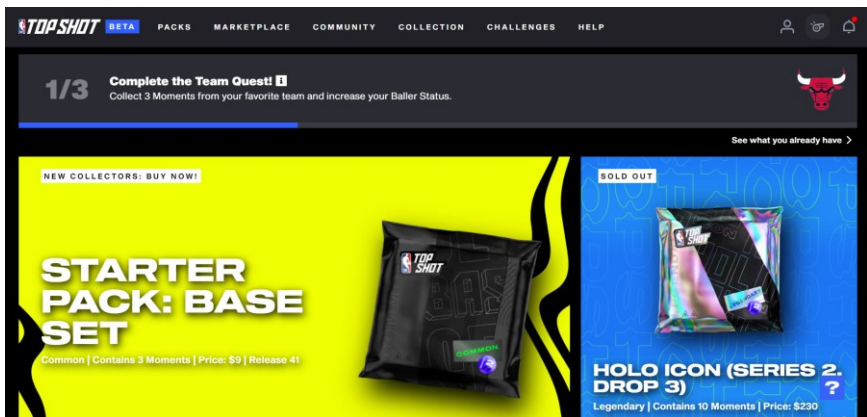 TOP SHOT BETA PACKS MARKETPLACE COMMUNITY COLLECTION CHALLENGES HELP
1/3
Complete the Team Quest! i
Collect 3 Moments from your favorite team and increase your Baller Status.
See what you already have >
NEW COLLECTORS: BUY NOW!
TOP
SHOT
COMMON
STARTER
PACK: BASE
SET
Common | Contains 3 Moments | Price: $9 | Release 41
SOLD OUT
TOP
SHOT
LEGENDARY
HOLO ICON (SERIES 2.
DROP 3)
?
Legendary | Contains 10 Moments | Price: $230